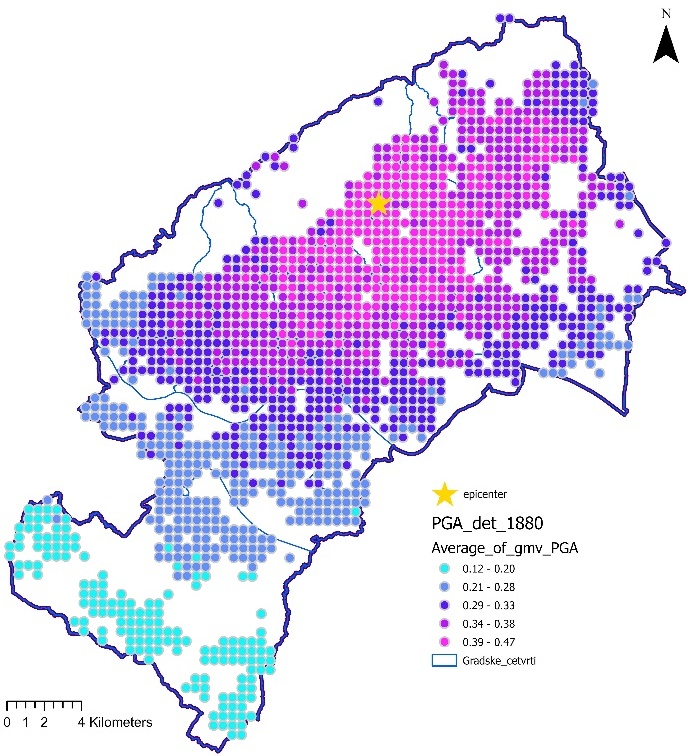 N
epicenter
PGA_det_1880
Average_of_gmv_PGA
0.12 - 0.20
0.21 - 0.28
0.29 - 0.33
0.34 - 0.38
0.39 - 0.47
Gradske_cetvrti
0 1 2 4 Kilometers